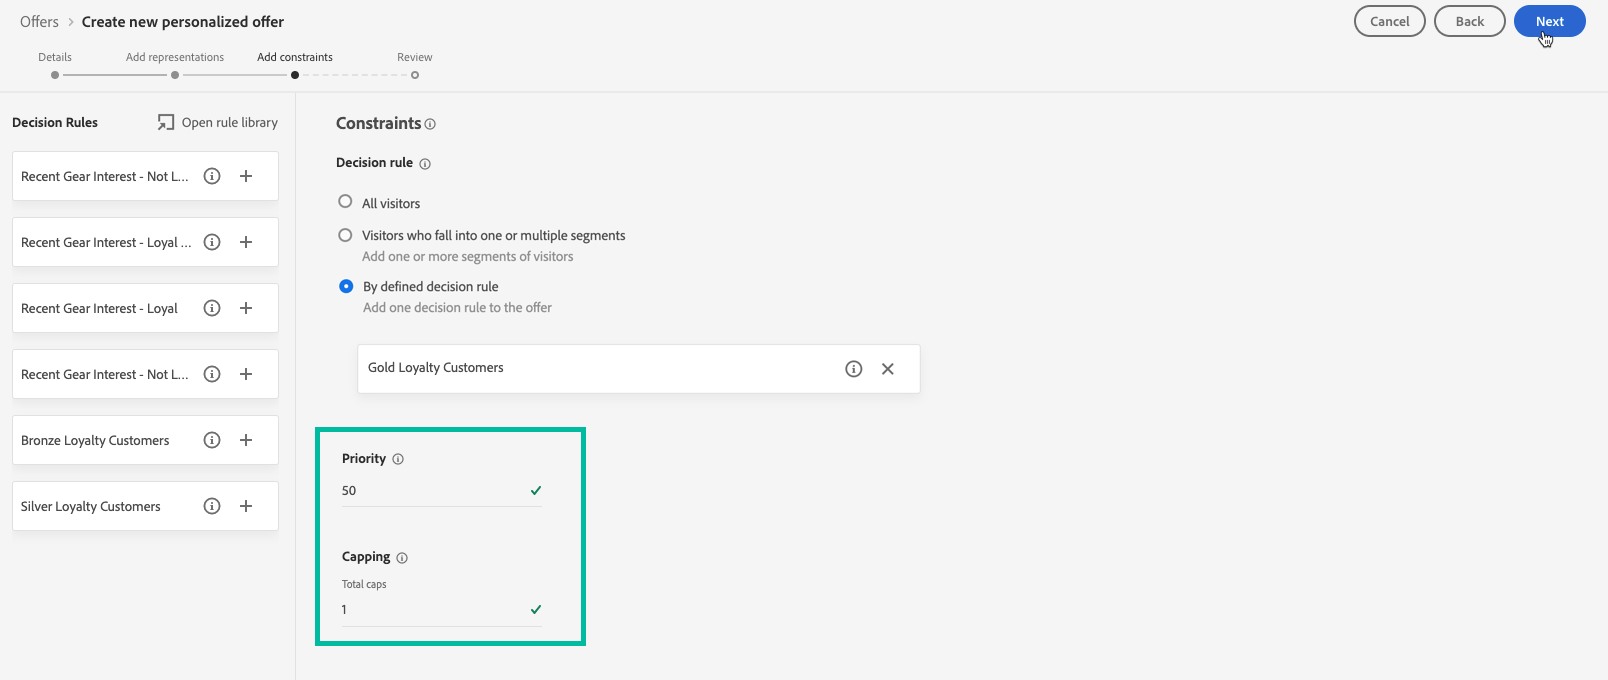 Offers > Create new personalized offer
Cancel
Back
Next
Details
Add representations
Add constraints
Review
Decision Rules
Open rule library
Recent Gear Interest - Not L...
Recent Gear Interest - Loyal ...
Recent Gear Interest - Loyal
Recent Gear Interest - Not L...
Bronze Loyalty Customers
Silver Loyalty Customers
Constraints
Decision rule
All visitors
Visitors who fall into one or multiple segments
Add one or more segments of visitors
By defined decision rule
Add one decision rule to the offer
Gold Loyalty Customers
Priority
50
Capping
Total caps
1